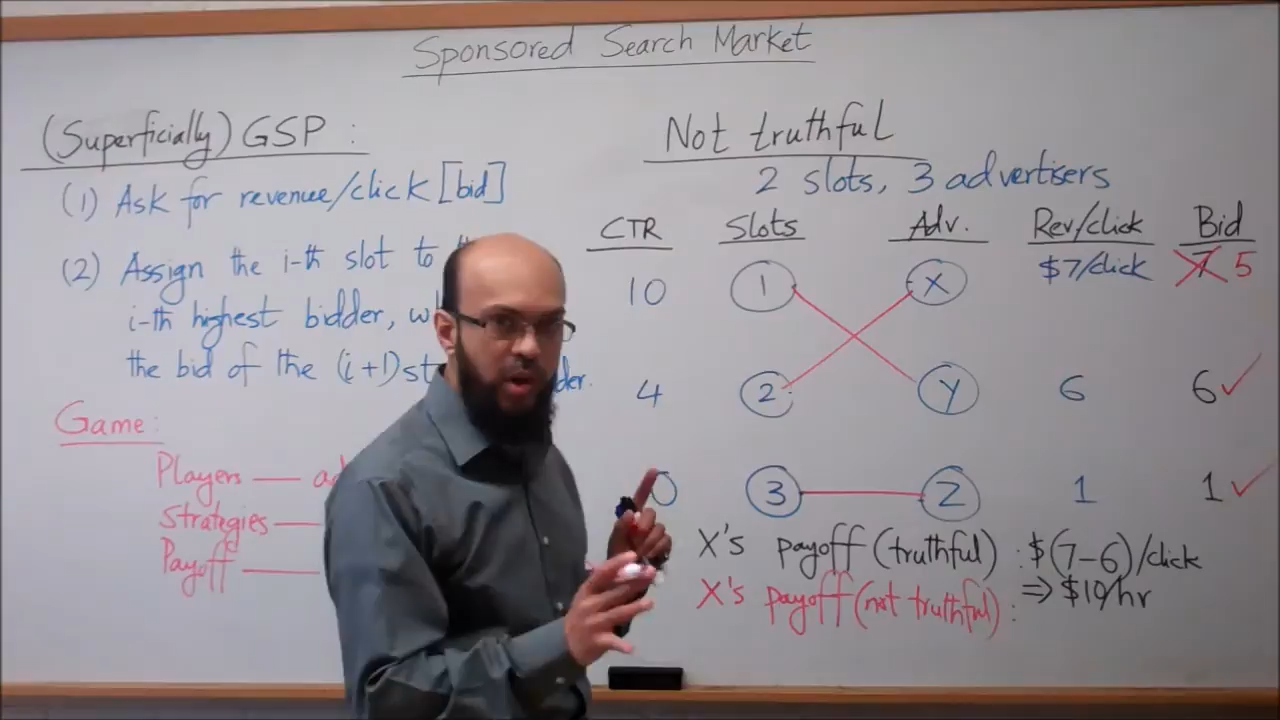 Sponsored Search Market
(Superficially) GSP :
(1) Ask for revenue/click [bid]
(2) Assign the i-th slot to
i-th highest bidder,
the bid of the (i+1)st
Game:
Players —
Strategies —
Payoff —
Not truthful
2 slots, 3 advertisers
CTR Slots Adv. Rev/click Bid
10 1 X $7/click 7 5
4 2 Y 6 6 ✓
0 3 Z 1 1 ✓
X's payoff (truthful) : $(7-6)/click
⇒ $10/hr
X's payoff (not truthful) :